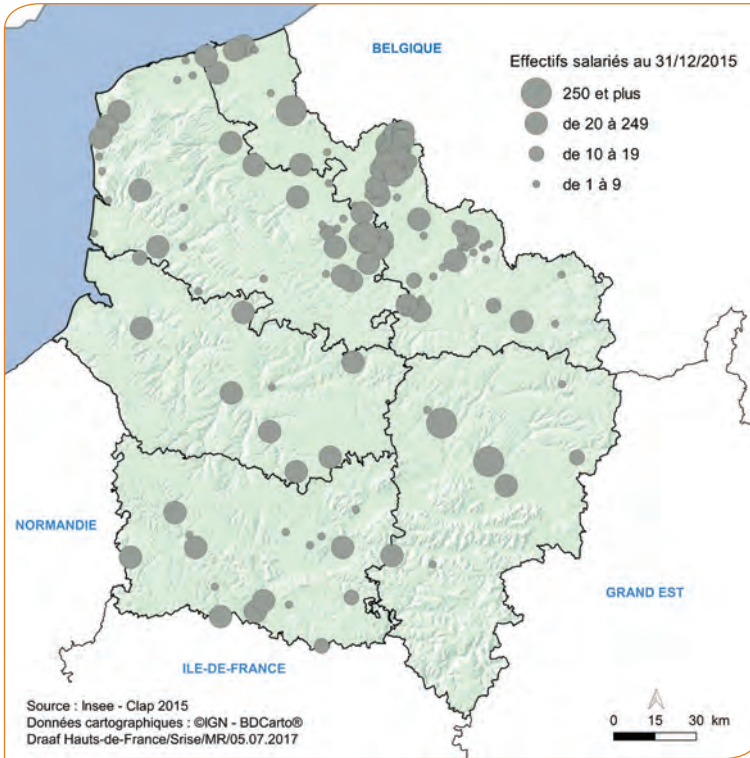 BELGIQUE
Effectifs salariés au 31/12/2015
250 et plus
de 20 à 249
de 10 à 19
de 1 à 9
NORMANDIE
GRAND EST
ILE-DE-FRANCE
Source : Insee - Clap 2015
Données cartographiques : ©IGN - BDCarto®
Draaf Hauts-de-France/Srise/MR/05.07.2017
0 15 30 km